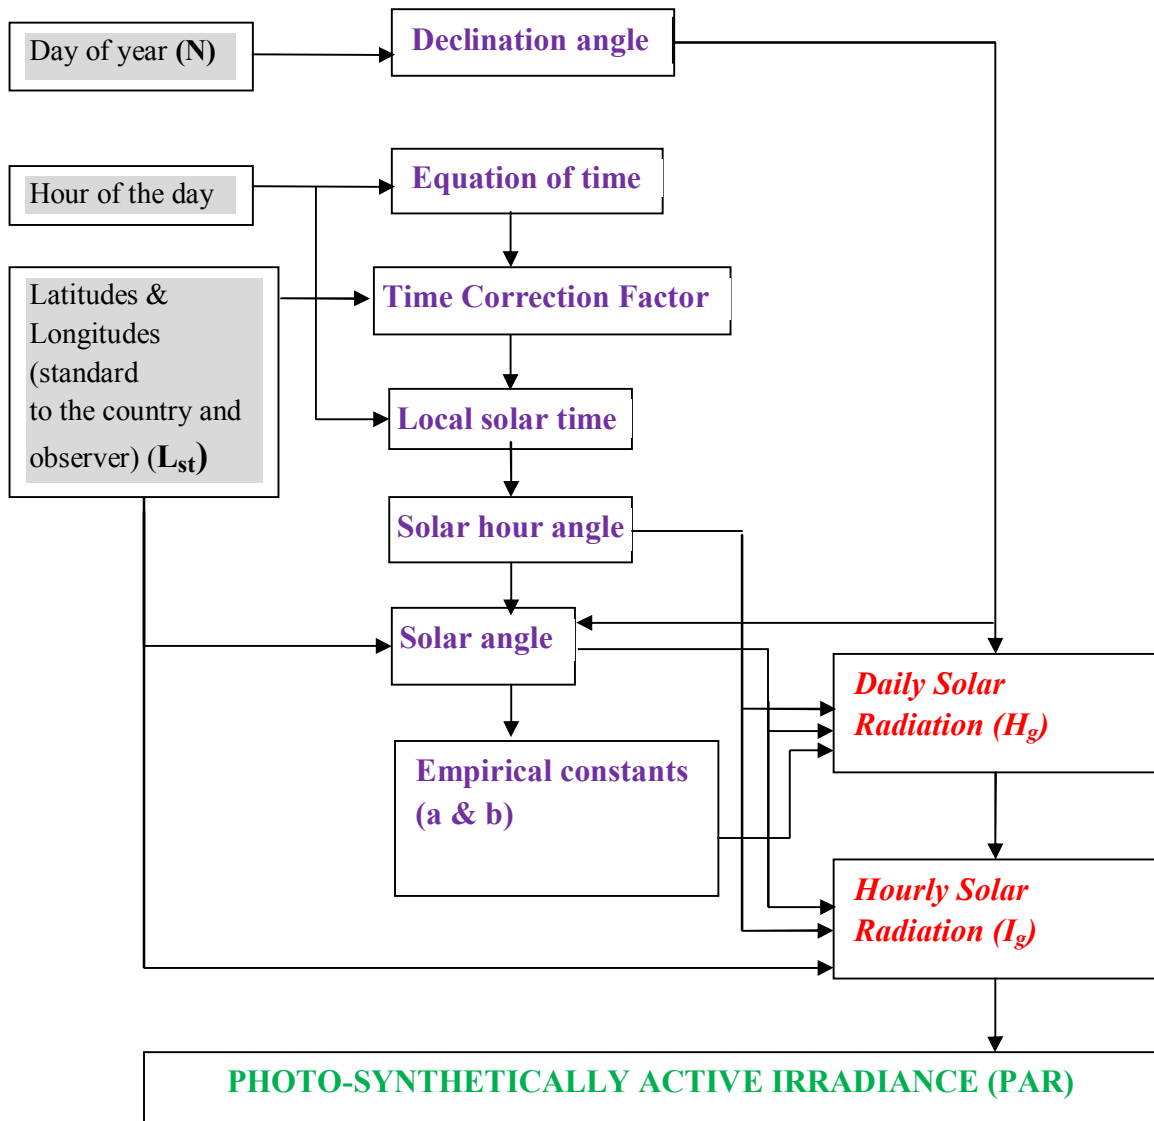 Day of year (N)
Declination angle
Hour of the day
Equation of time
Latitudes &
Longitudes
(standard
to the country and
observer) (Lst)
Time Correction Factor
Local solar time
Solar hour angle
Solar angle
Empirical constants
(a & b)
Daily Solar
Radiation (Hg)
Hourly Solar
Radiation (Ig)
PHOTO-SYNTHETICALLY ACTIVE IRRADIANCE (PAR)